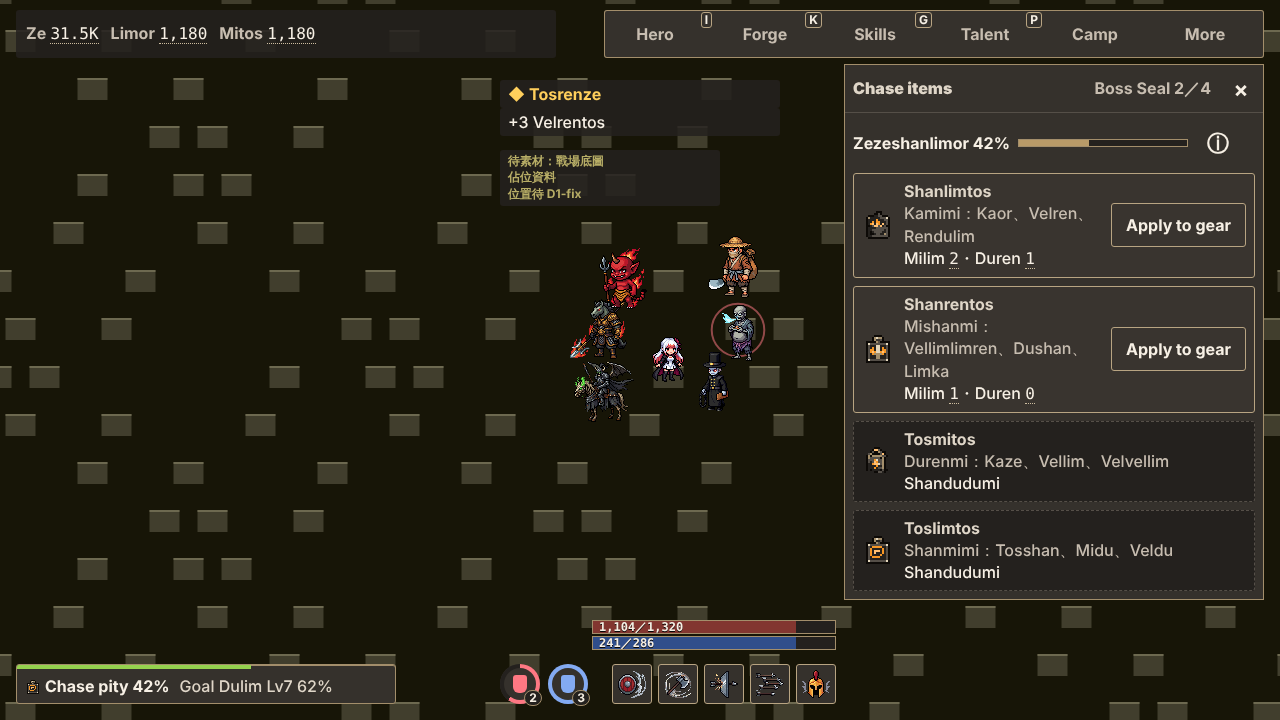 Ze 31.5K Limor 1,180 Mitos 1,180
Hero I Forge K Skills G Talent P Camp More
Tosrenze
+3 Velrentos
待素材：戰場底圖
佔位資料
位置待 D1-fix
Chase items Boss Seal 2／4 ×
Zezeshanlimor 42%
Shanlimtos
Kamimi：Kaor、Velren、
Rendulim
Milim 2・Duren 1
Apply to gear
Shanrentos
Mishanmi：
Vellimlimren、Dushan、
Limka
Milim 1・Duren 0
Apply to gear
Tosmitos
Durenmi：Kaze、Vellim、Velvellim
Shandudumi
Toslimtos
Shanmimi：Tosshan、Midu、Veldu
Shandudumi
1,104／1,320
241／286
Chase pity 42% Goal Dulim Lv7 62%
2
3